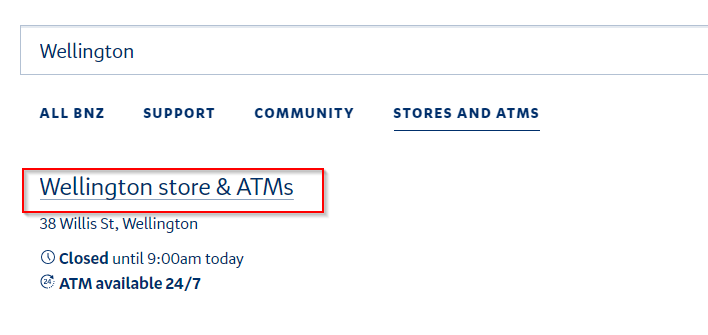 Wellington
ALL BNZ SUPPORT COMMUNITY STORES AND ATMS
Wellington store & ATMs
38 Willis St, Wellington
Closed until 9:00am today
24 ATM available 24/7